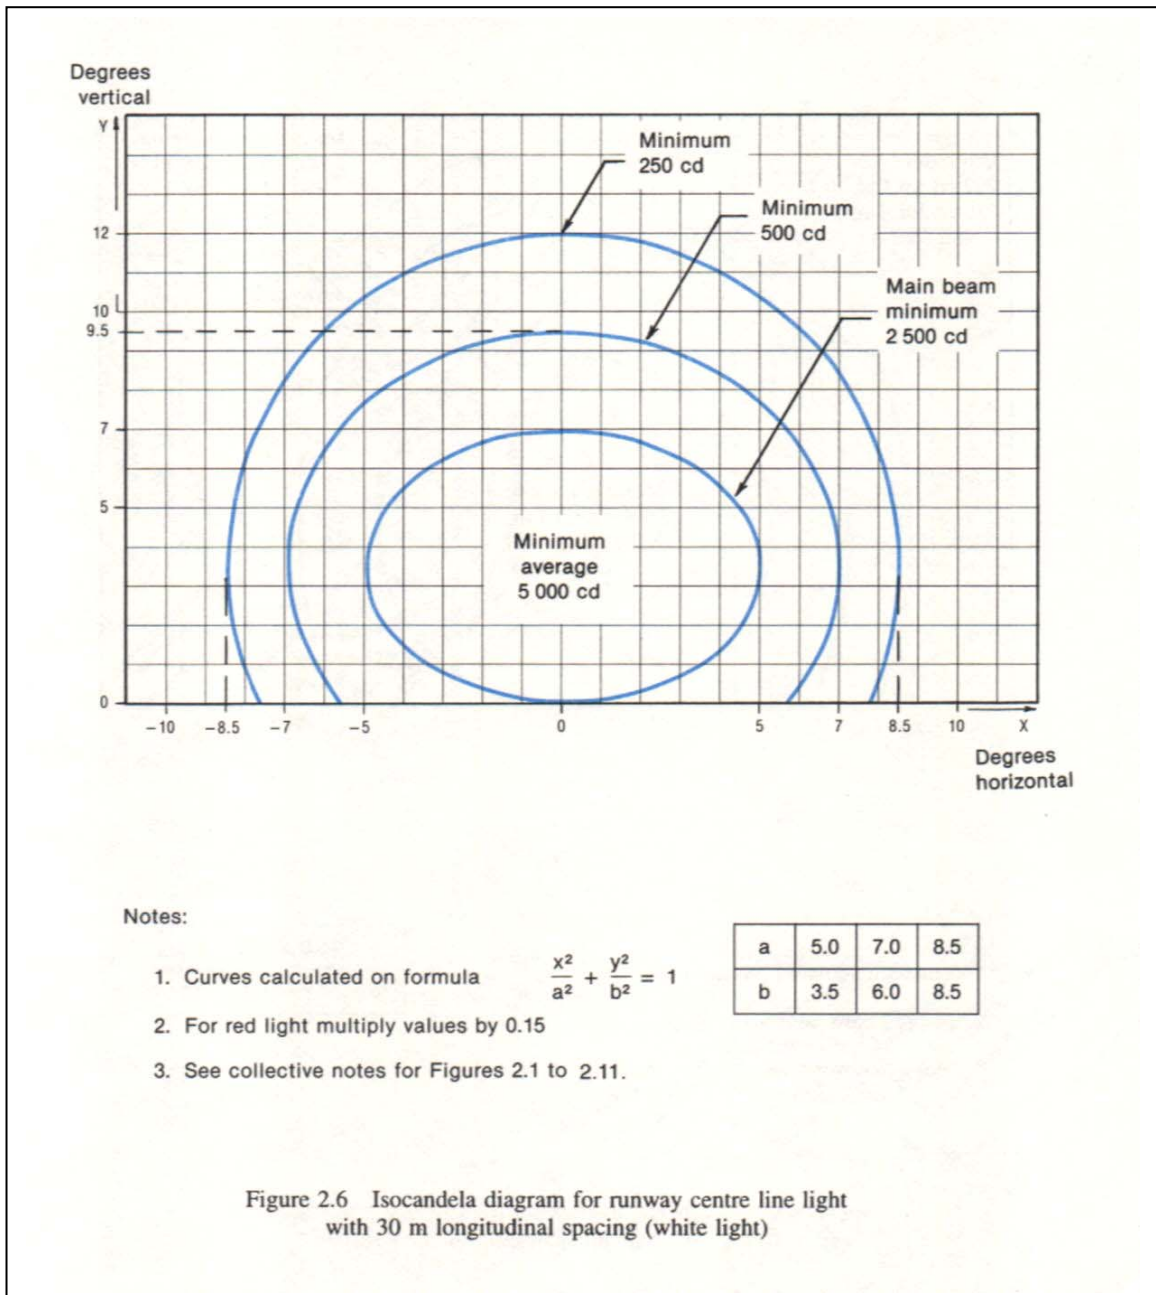 Degrees
vertical
Y
Minimum
250 cd
Minimum
500 cd
12
Main beam
minimum
2 500 cd
10
9.5
7
5
Minimum
average
5 000 cd
0
-10 -8.5 -7 -5 0 5 7 8.5 10 X
Degrees
horizontal
Notes:
1. Curves calculated on formula x²/a² + y²/b² = 1
2. For red light multiply values by 0.15
3. See collective notes for Figures 2.1 to 2.11.
a 5.0 7.0 8.5
b 3.5 6.0 8.5
Figure 2.6 Isocandela diagram for runway centre line light
with 30 m longitudinal spacing (white light)